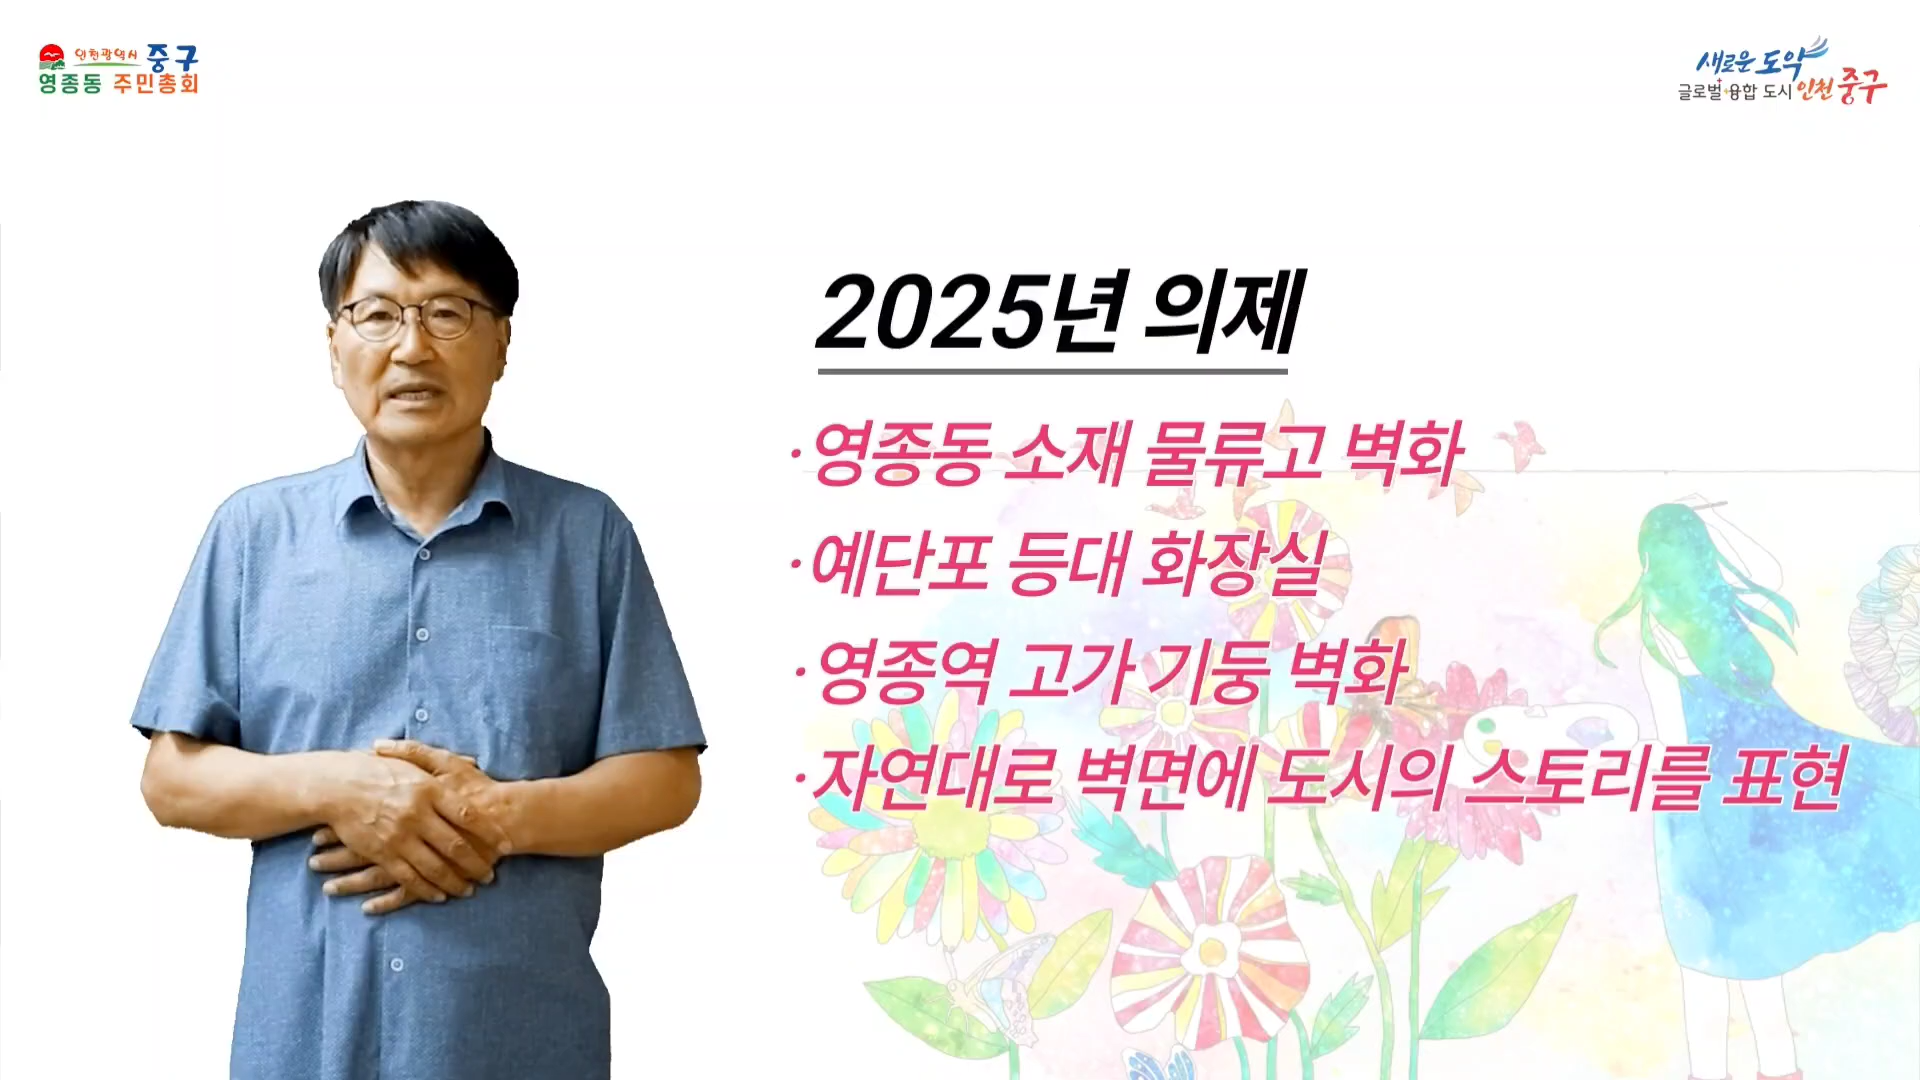 인천광역시 중구
영종동 주민총회
새로운 도약
글로벌 융합 도시 인천 중구
2025년 의제
·영종동 소재 물류고 벽화
·예단포 등대 화장실
·영종역 고가 기둥 벽화
·자연대로 벽면에 도시의 스토리를 표현